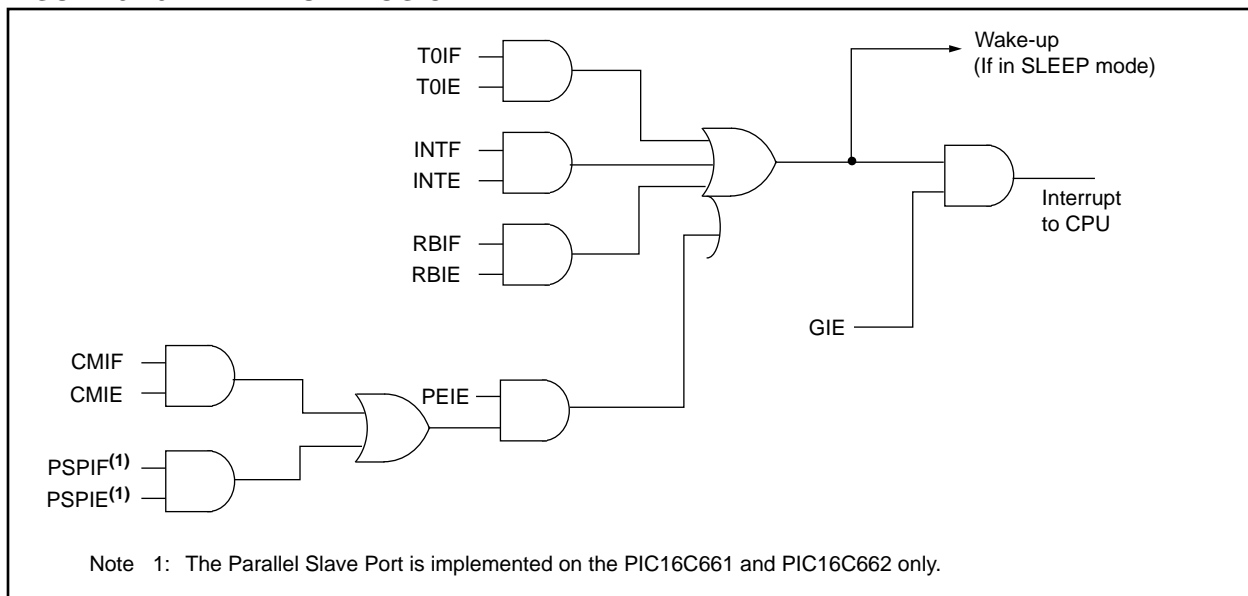 T0IF
T0IE
INTF
INTE
RBIF
RBIE
Wake-up
(If in SLEEP mode)
Interrupt
to CPU
GIE
CMIF
CMIE
PEIE
PSPIF(1)
PSPIE(1)
Note 1: The Parallel Slave Port is implemented on the PIC16C661 and PIC16C662 only.